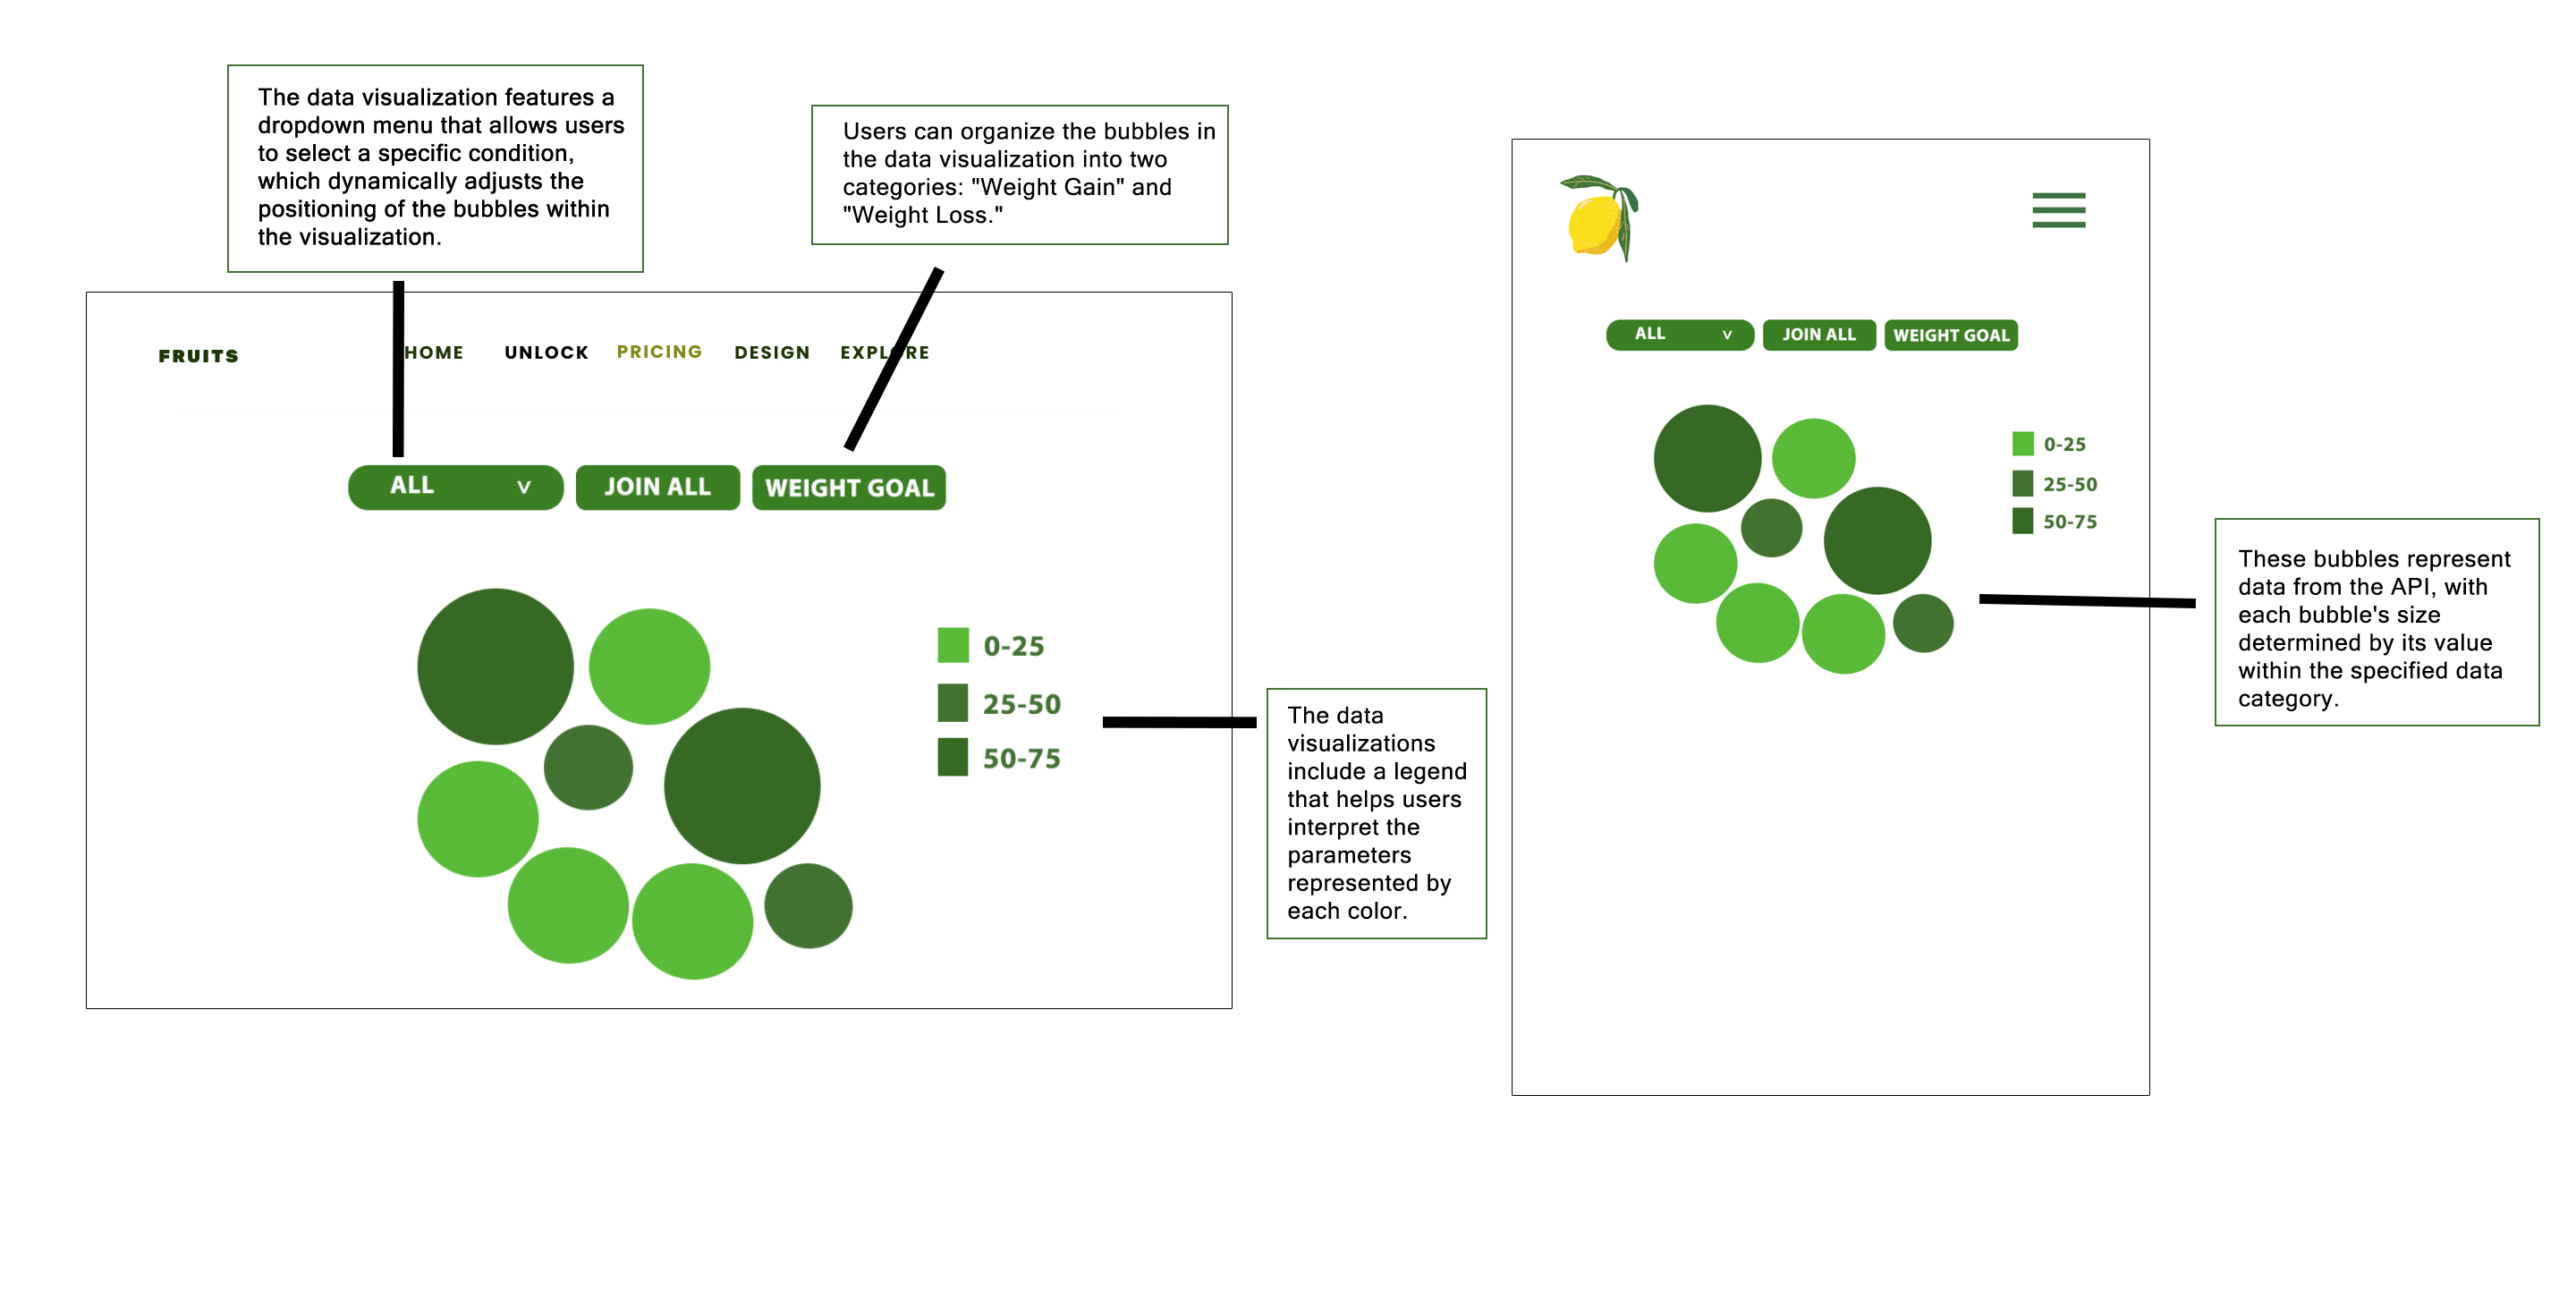 The data visualization features a
dropdown menu that allows users
to select a specific condition,
which dynamically adjusts the
positioning of the bubbles within
the visualization.
Users can organize the bubbles in
the data visualization into two
categories: "Weight Gain" and
"Weight Loss."
FRUITS
HOME UNLOCK PRICING DESIGN EXPLORE
ALL v JOIN ALL WEIGHT GOAL
0-25
25-50
50-75
The data
visualizations
include a legend
that helps users
interpret the
parameters
represented by
each color.
ALL v JOIN ALL WEIGHT GOAL
0-25
25-50
50-75
These bubbles represent
data from the API, with
each bubble's size
determined by its value
within the specified data
category.